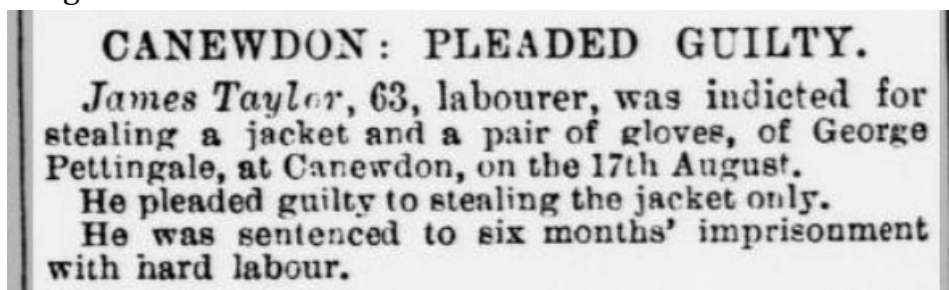 CANEWDON: PLEADED GUILTY.
James Taylor, 63, labourer, was indicted for
stealing a jacket and a pair of gloves, of George
Pettingale, at Canewdon, on the 17th August.
He pleaded guilty to stealing the jacket only.
He was sentenced to six months' imprisonment
with hard labour.